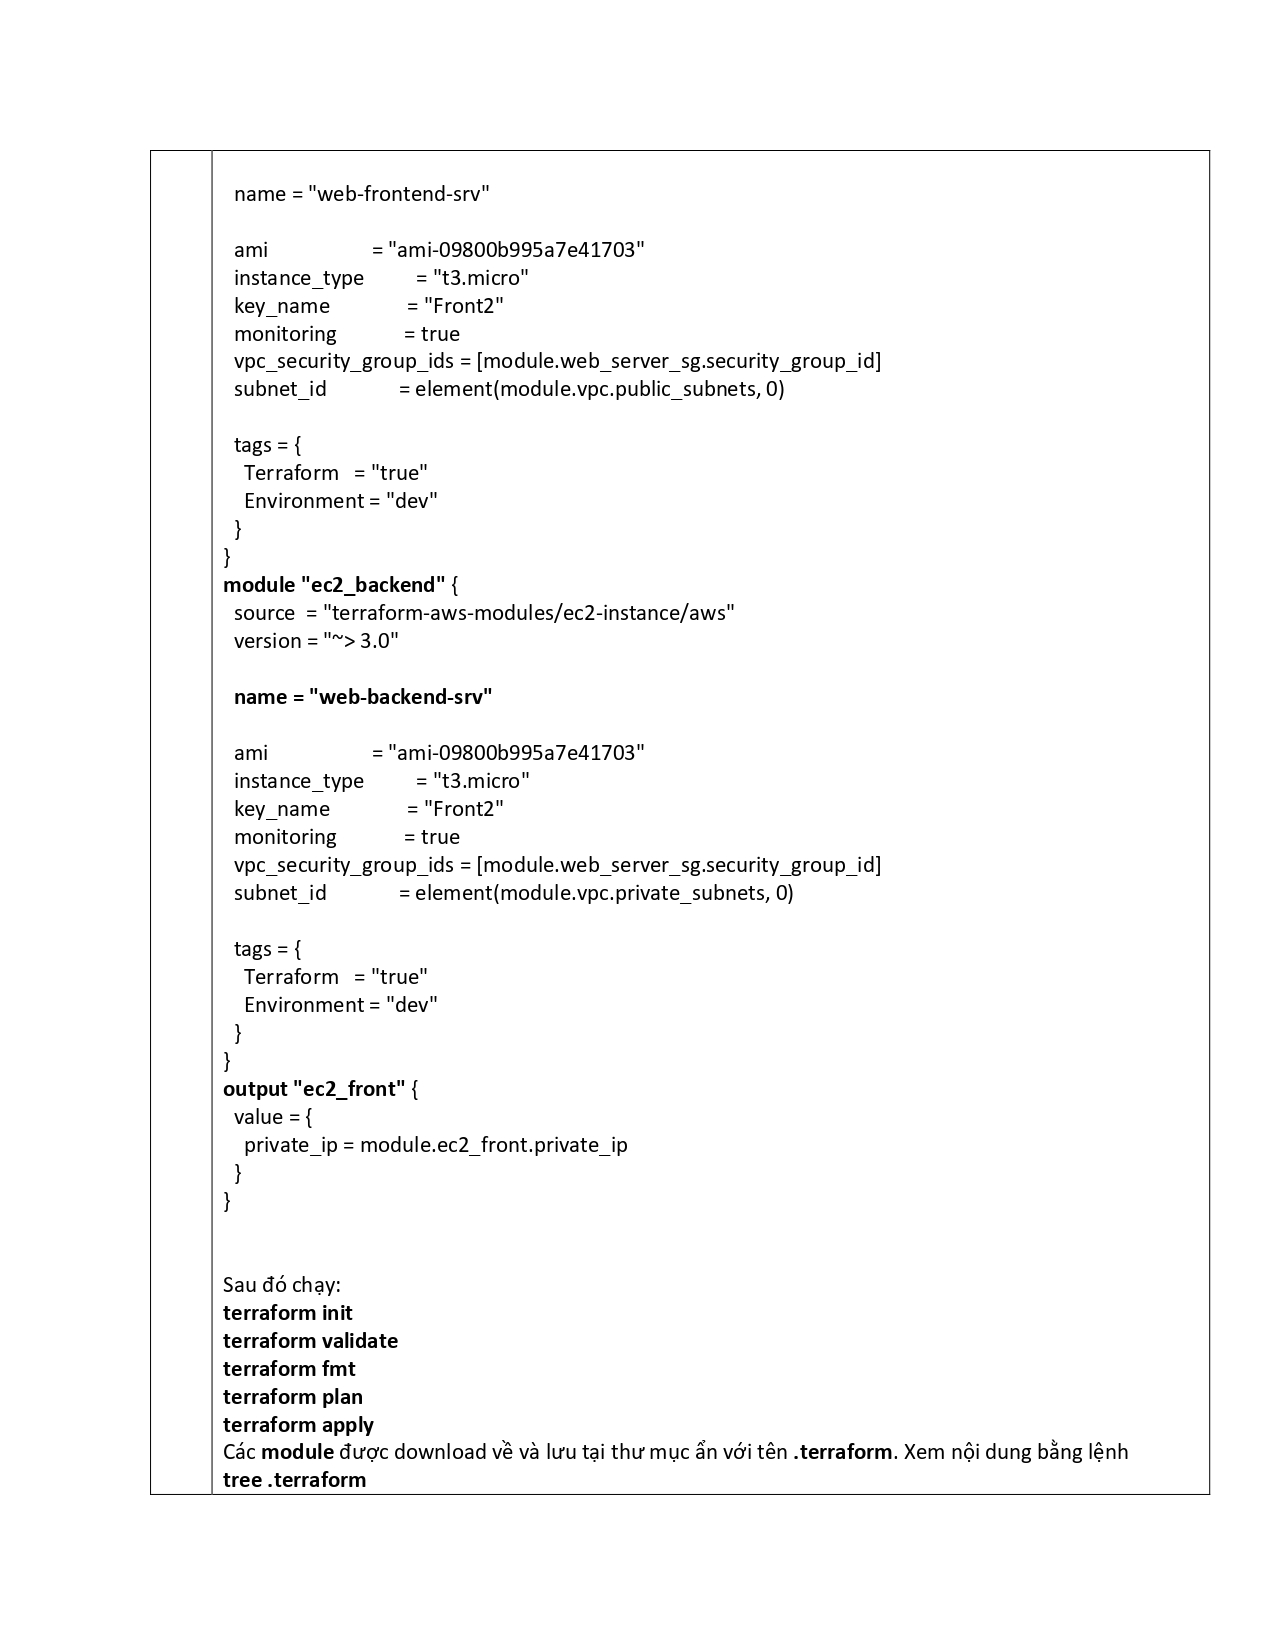 name = "web-frontend-srv"
ami = "ami-09800b995a7e41703"
instance_type = "t3.micro"
key_name = "Front2"
monitoring = true
vpc_security_group_ids = [module.web_server_sg.security_group_id]
subnet_id = element(module.vpc.public_subnets, 0)
tags = {
Terraform = "true"
Environment = "dev"
}
}
module "ec2_backend" {
source = "terraform-aws-modules/ec2-instance/aws"
version = "~> 3.0"
name = "web-backend-srv"
ami = "ami-09800b995a7e41703"
instance_type = "t3.micro"
key_name = "Front2"
monitoring = true
vpc_security_group_ids = [module.web_server_sg.security_group_id]
subnet_id = element(module.vpc.private_subnets, 0)
tags = {
Terraform = "true"
Environment = "dev"
}
}
output "ec2_front" {
value = {
private_ip = module.ec2_front.private_ip
}
}
Sau đó chạy:
terraform init
terraform validate
terraform fmt
terraform plan
terraform apply
Các module được download về và lưu tại thư mục ẩn với tên .terraform. Xem nội dung bằng lệnh
tree .terraform